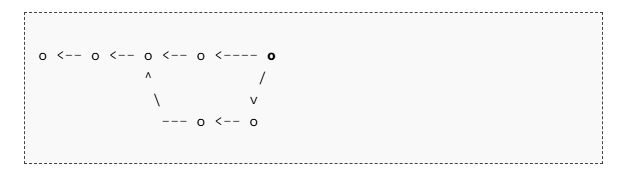 o <-- o <-- o <-- o <---- o
^ /
\ v
--- o <-- o